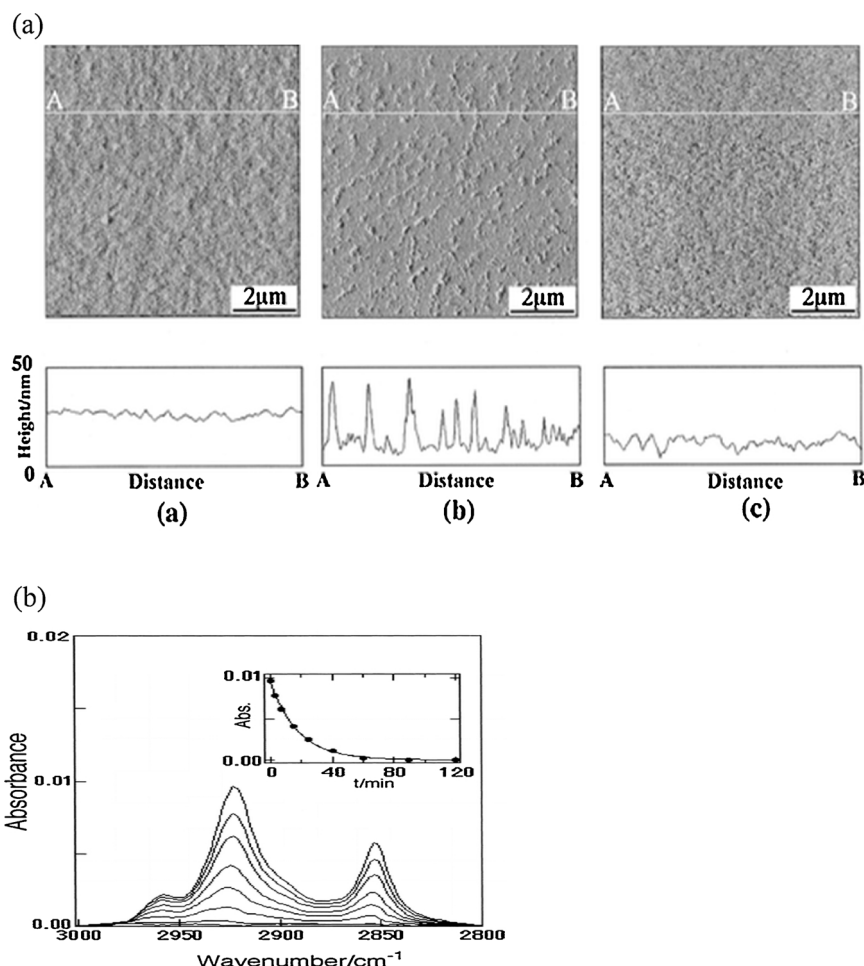 (a)
A B A B A B
2μm 2μm 2μm
50
Height/nm
0
A Distance B A Distance B A Distance B
(a) (b) (c)
(b)
0.02
0.01
Abs.
0.00
0 40 80 120
t/min
Absorbance
0.01
0.00
3000 2950 2900 2850 2800
Wavenumber/cm⁻¹